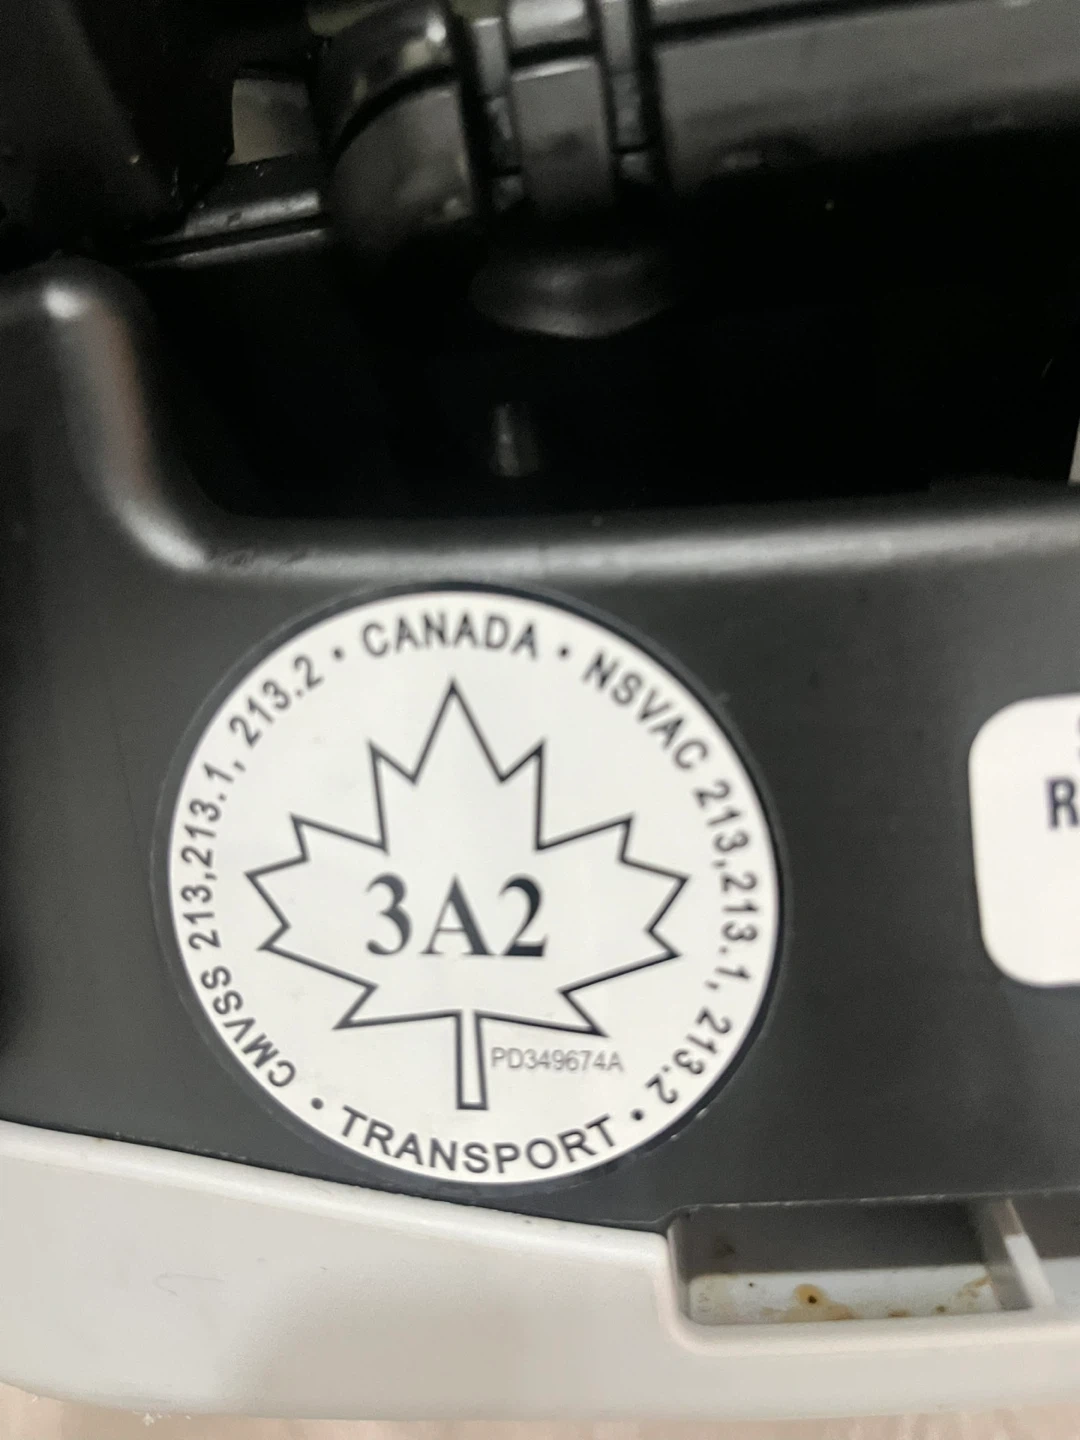 CMVSS 213,213.1, 213.2 • CANADA • NSVAC 213,213.1, 213.2 •
3A2
PD349674A
• TRANSPORT •
R